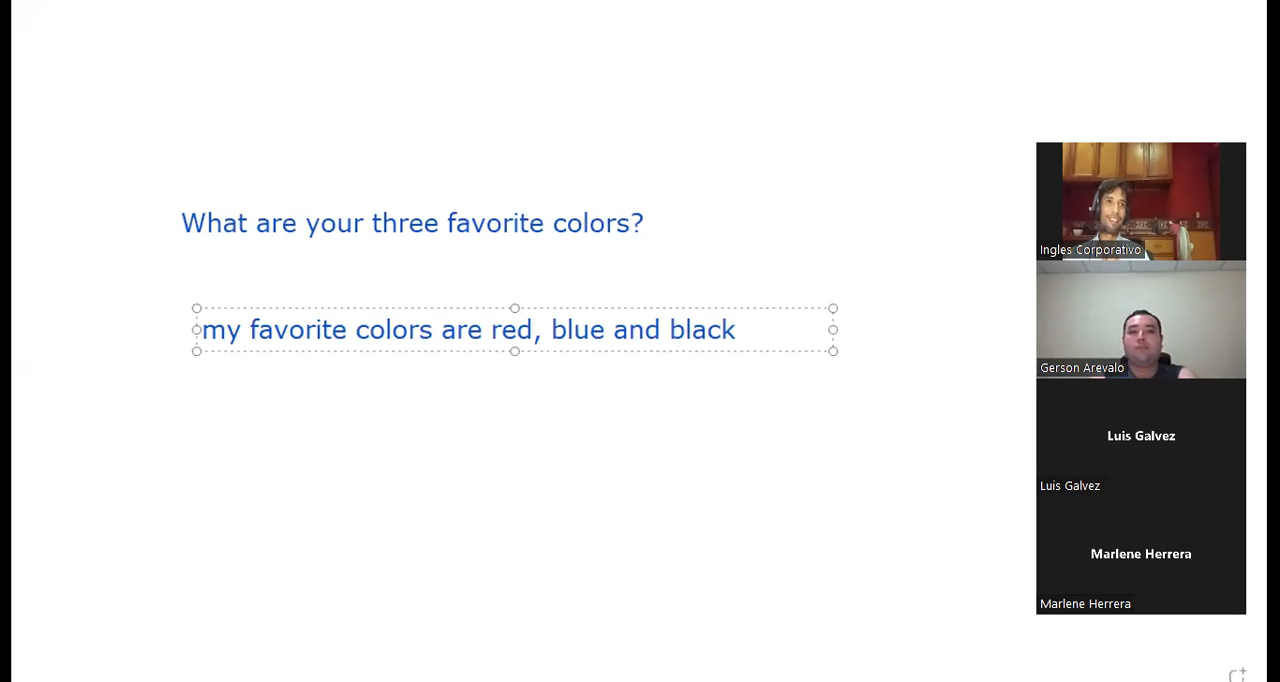 What are your three favorite colors?
my favorite colors are red, blue and black
Ingles Corporativo
Gerson Arevalo
Luis Galvez
Luis Galvez
Marlene Herrera
Marlene Herrera